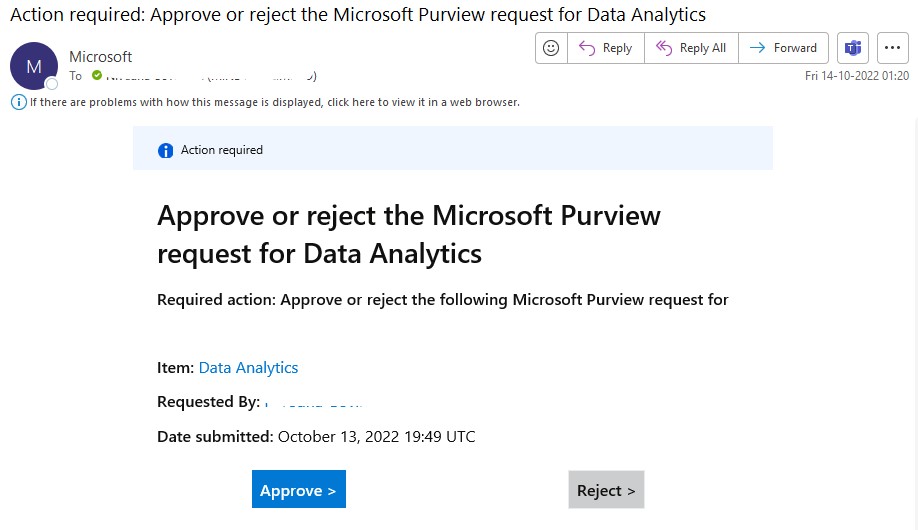 Action required: Approve or reject the Microsoft Purview request for Data Analytics
M
Microsoft
To
Reply
Reply All
Forward
Fri 14-10-2022 01:20
If there are problems with how this message is displayed, click here to view it in a web browser.
Action required
Approve or reject the Microsoft Purview
request for Data Analytics
Required action: Approve or reject the following Microsoft Purview request for
Item: Data Analytics
Requested By:
Date submitted: October 13, 2022 19:49 UTC
Approve >
Reject >